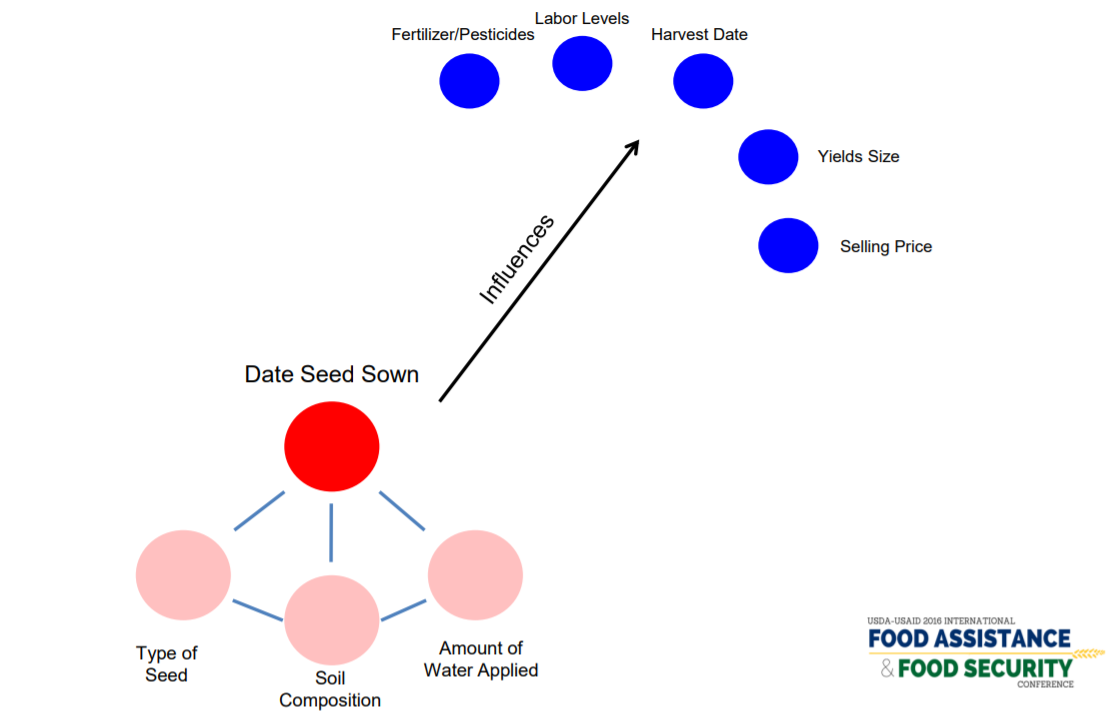 Labor Levels
Fertilizer/Pesticides
Harvest Date
Yields Size
Selling Price
Influences
Date Seed Sown
Type of
Seed
Soil
Composition
Amount of
Water Applied
USDA-USAID 2016 INTERNATIONAL
FOOD ASSISTANCE
& FOOD SECURITY
CONFERENCE